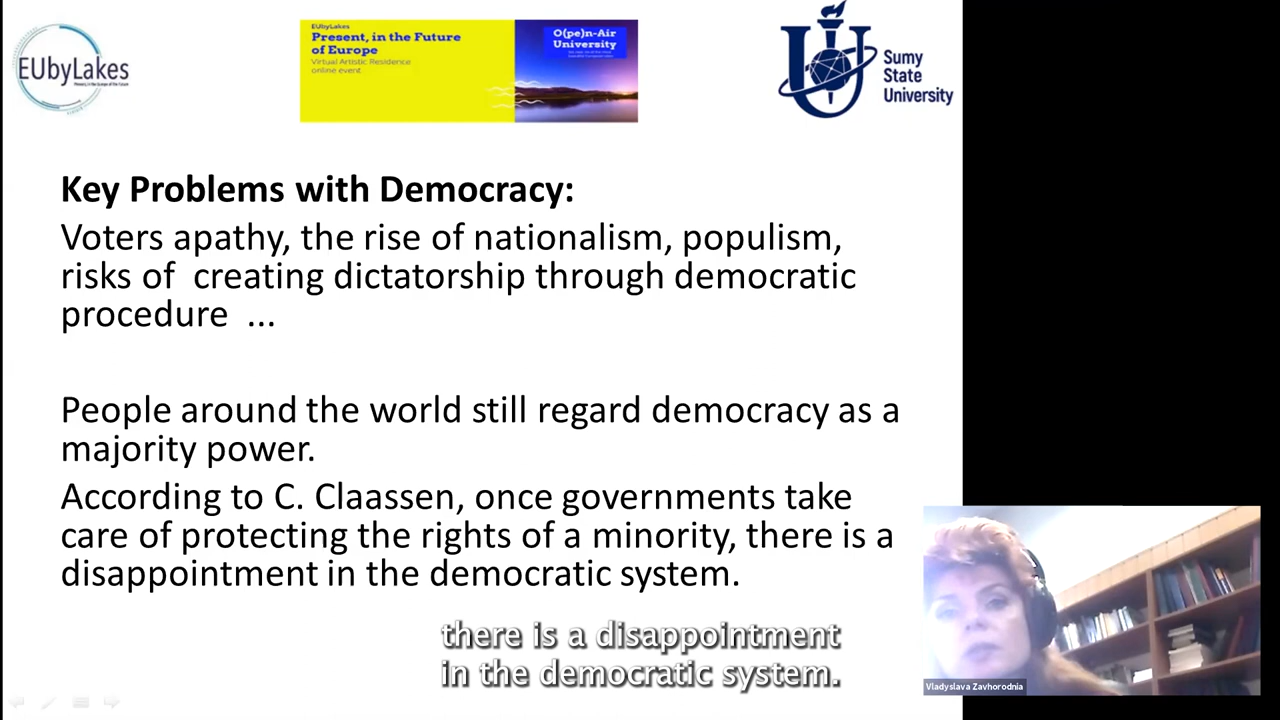 EUbyLakes
EUbyLakes
Present, in the Future
of Europe
Virtual Artistic Residence
online event
O(pe)n-Air
University
Sumy
State
University
Key Problems with Democracy:
Voters apathy, the rise of nationalism, populism,
risks of  creating dictatorship through democratic
procedure  ...
People around the world still regard democracy as a
majority power.
According to C. Claassen, once governments take
care of protecting the rights of a minority, there is a
disappointment in the democratic system.
there is a disappointment
in the democratic system.
Vladyslava Zavhorodnia